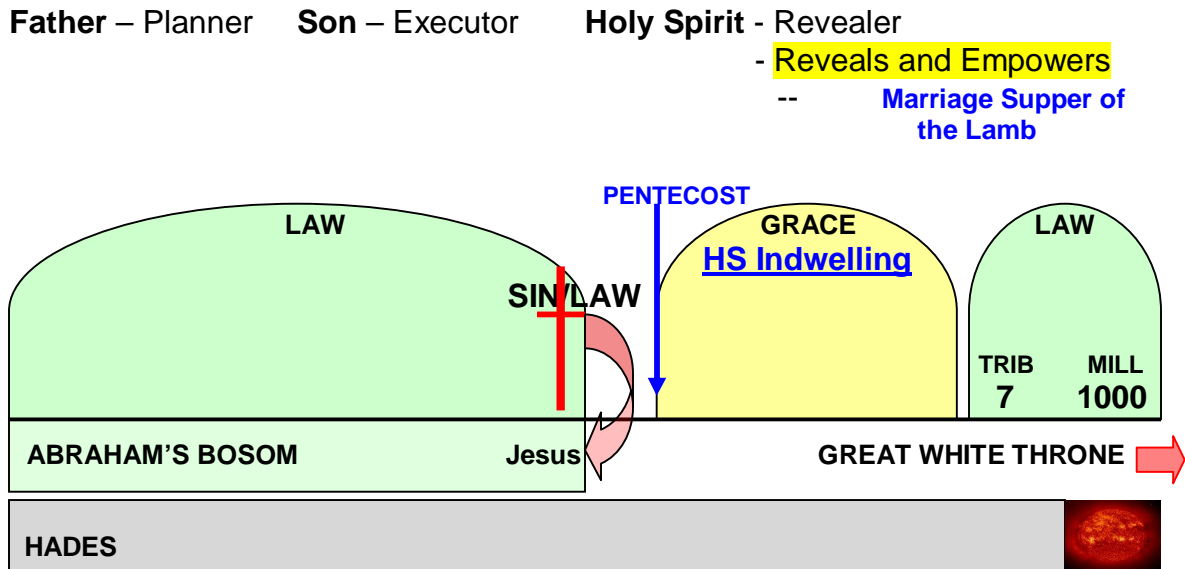 Father – Planner Son – Executor Holy Spirit - Revealer
- Reveals and Empowers
-- Marriage Supper of
the Lamb
PENTECOST
LAW GRACE LAW
HS Indwelling
SIN/LAW
TRIB MILL
7 1000
ABRAHAM’S BOSOM Jesus GREAT WHITE THRONE
HADES